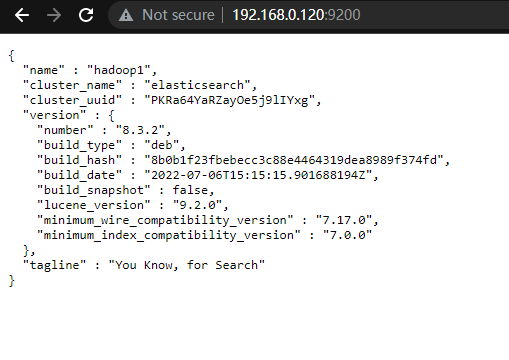 Not secure 192.168.0.120:9200
{
  "name" : "hadoop1",
  "cluster_name" : "elasticsearch",
  "cluster_uuid" : "PKRa64YaRZayOe5j9lIYxg",
  "version" : {
    "number" : "8.3.2",
    "build_type" : "deb",
    "build_hash" : "8b0b1f23fbebecc3c88e4464319dea8989f374fd",
    "build_date" : "2022-07-06T15:15:15.901688194Z",
    "build_snapshot" : false,
    "lucene_version" : "9.2.0",
    "minimum_wire_compatibility_version" : "7.17.0",
    "minimum_index_compatibility_version" : "7.0.0"
  },
  "tagline" : "You Know, for Search"
}